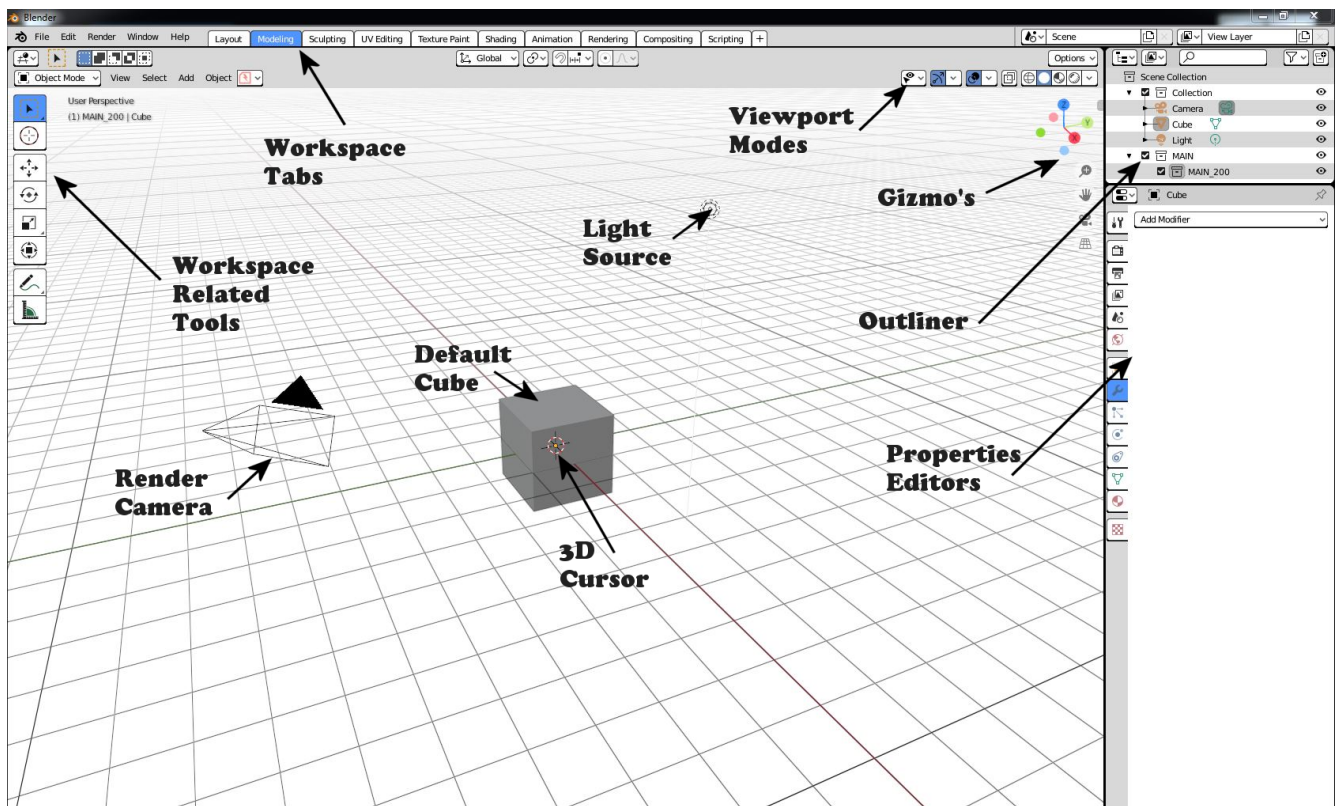 Blender
File Edit Render Window Help Layout Modeling Sculpting UV Editing Texture Paint Shading Animation Rendering Compositing Scripting + Scene View Layer
Global Options
Object Mode View Select Add Object
User Perspective
(1) MAIN_200 | Cube
Scene Collection
Collection
Camera
Cube
Light
MAIN
MAIN_200
Cube
Add Modifier
Z
Y
X
Workspace
Tabs
Viewport
Modes
Gizmo's
Light
Source
Workspace
Related
Tools
Outliner
Default
Cube
Render
Camera
Properties
Editors
3D
Cursor